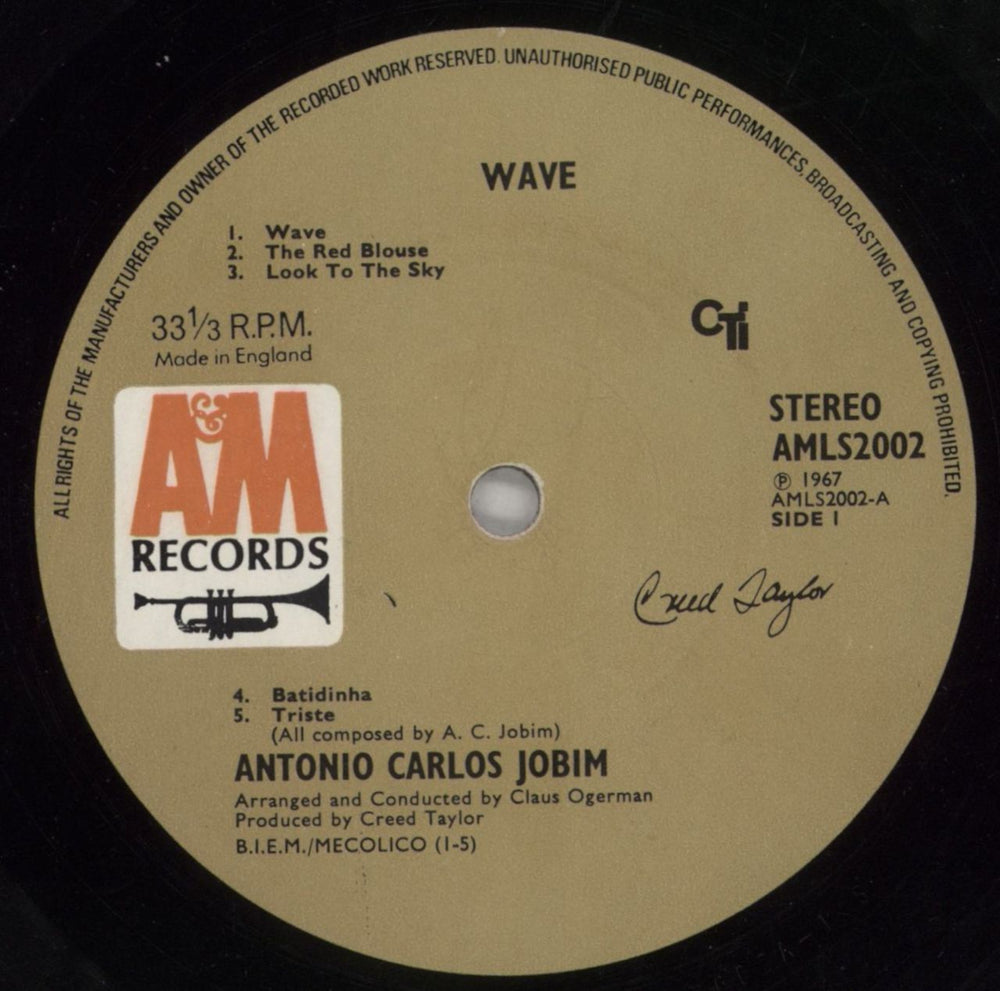 ALL RIGHTS OF THE MANUFACTURERS AND OWNER OF THE RECORDED WORK RESERVED. UNAUTHORISED PUBLIC PERFORMANCES, BROADCASTING AND COPYING PROHIBITED.
WAVE
1. Wave
2. The Red Blouse
3. Look To The Sky
33⅓ R.P.M.
Made in England
CTi
A&M
RECORDS
STEREO
AMLS2002
℗ 1967
AMLS2002-A
SIDE 1
Creed Taylor
4. Batidinha
5. Triste
(All composed by A. C. Jobim)
ANTONIO CARLOS JOBIM
Arranged and Conducted by Claus Ogerman
Produced by Creed Taylor
B.I.E.M./MECOLICO (1-5)